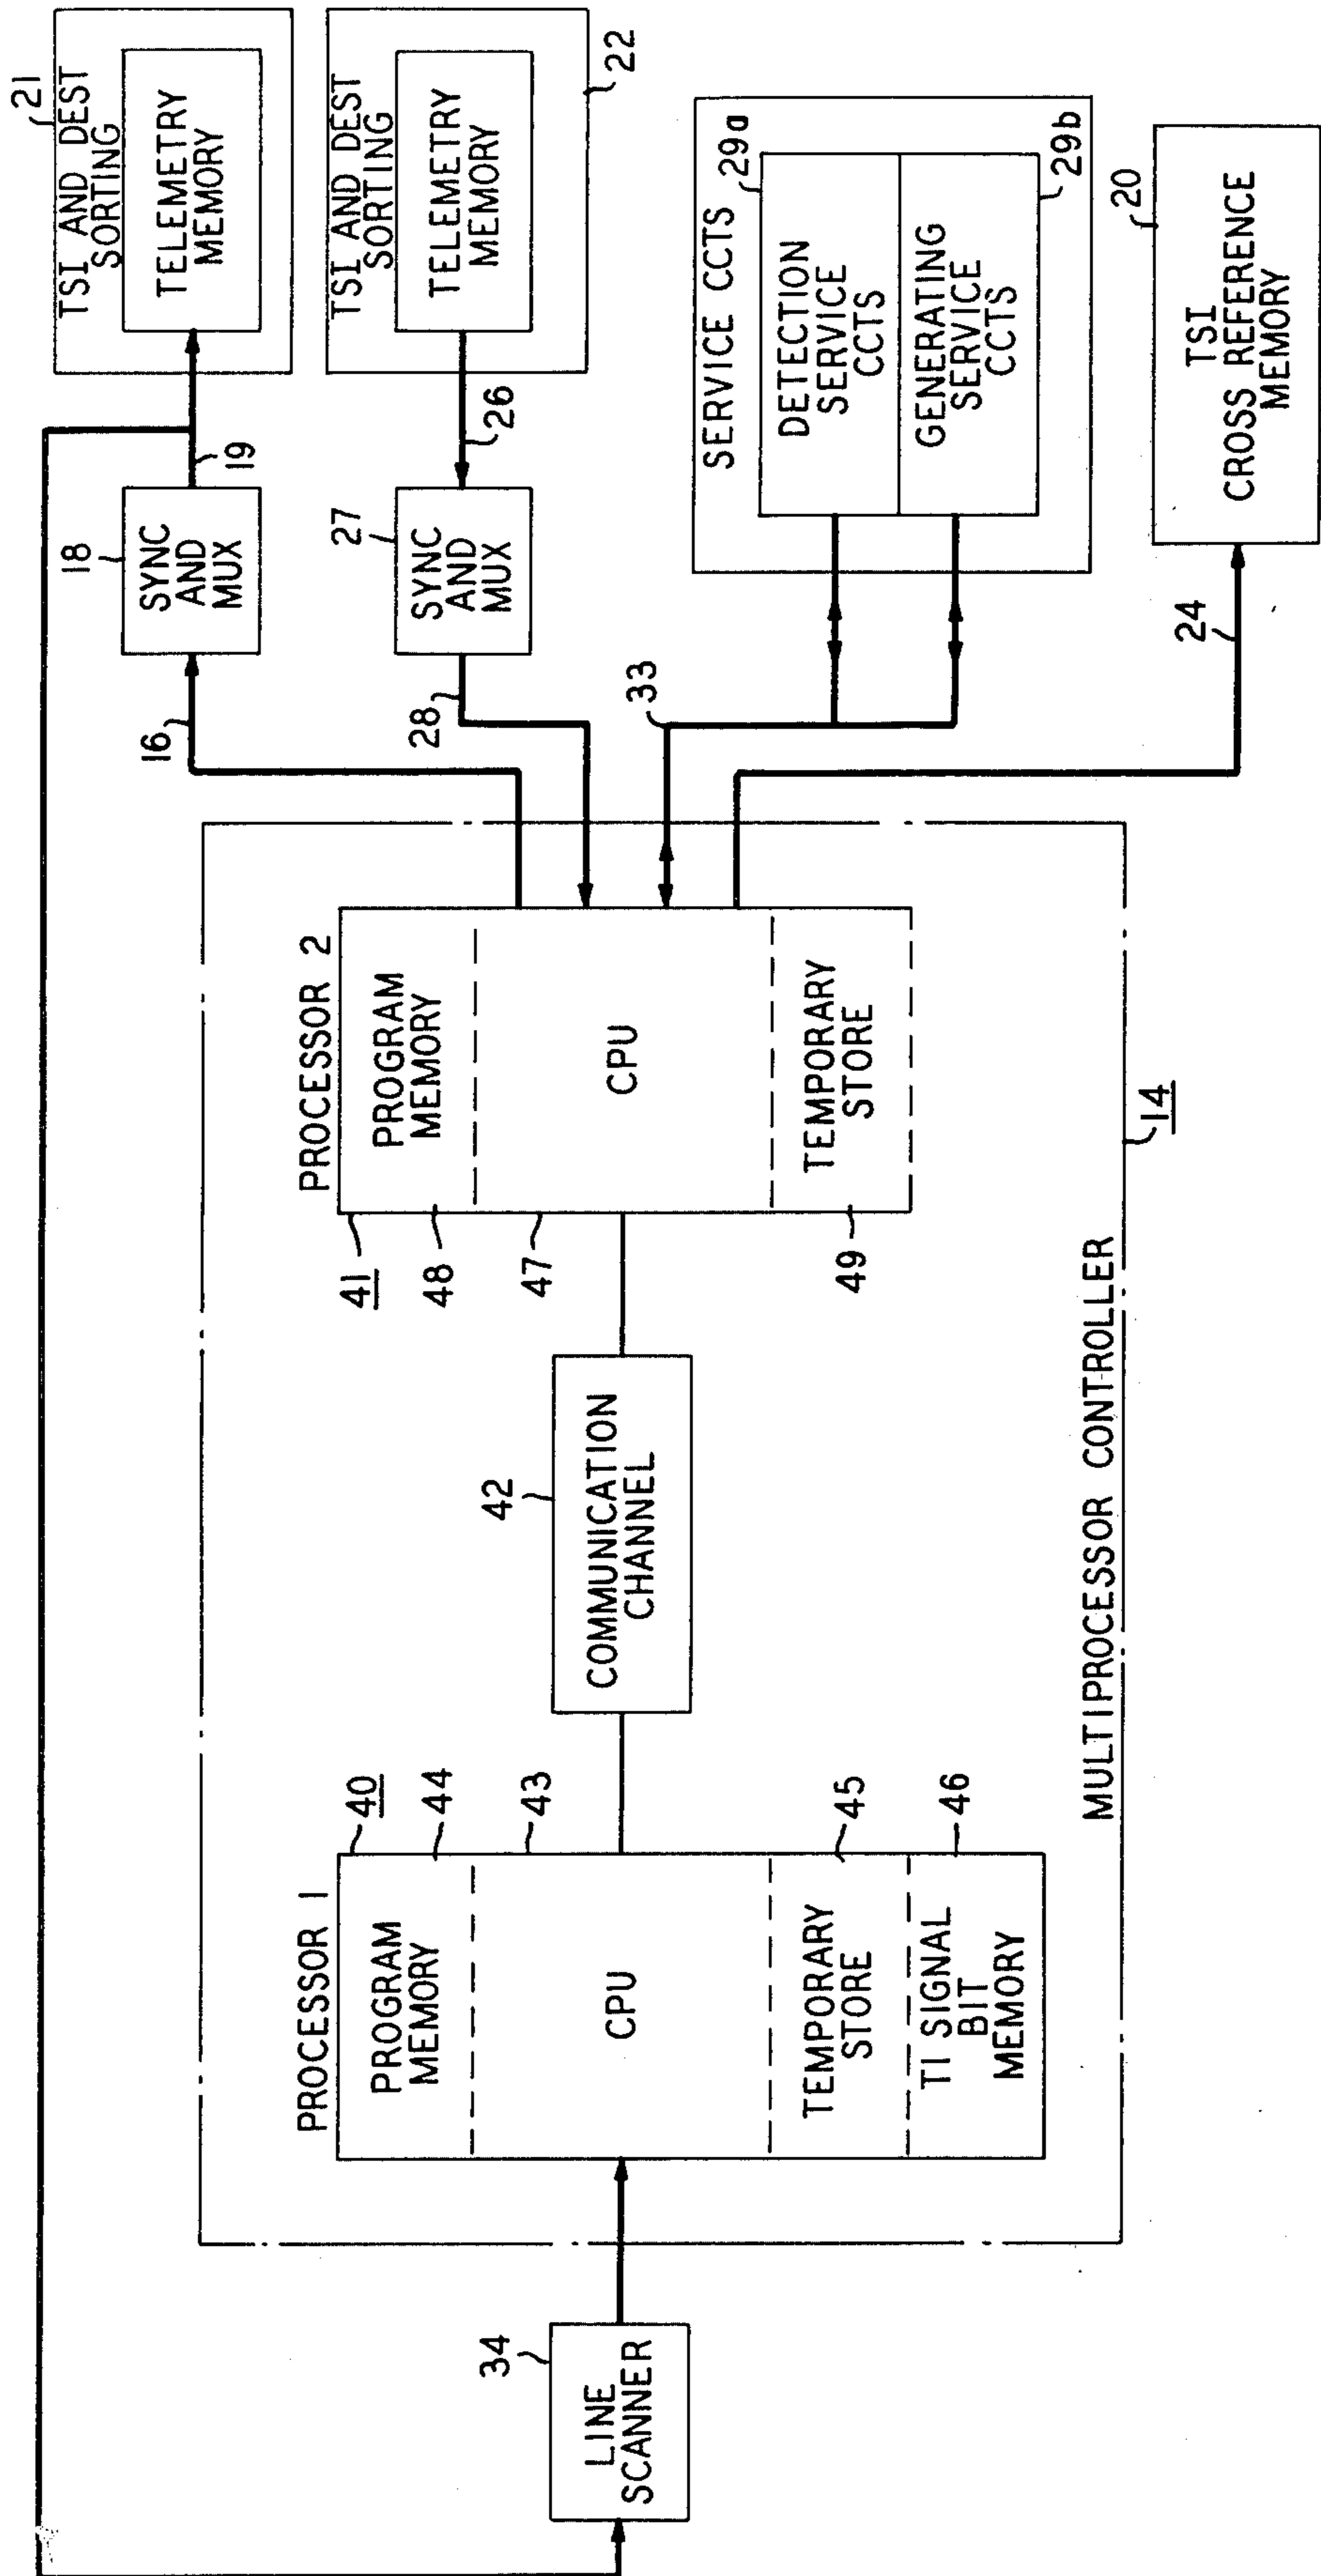 21
TSI AND DEST
SORTING
TELEMETRY
MEMORY
TSI AND DEST
SORTING
TELEMETRY
MEMORY
22
18
SYNC
AND
MUX
19
16
27
SYNC
AND
MUX
26
28
SERVICE CCTS
29a
DETECTION
SERVICE
CCTS
GENERATING
SERVICE
CCTS
29b
33
20
TSI
CROSS REFERENCE
MEMORY
24
PROCESSOR 2
PROGRAM
MEMORY
CPU
TEMPORARY
STORE
41
48
47
49
42
COMMUNICATION
CHANNEL
PROCESSOR 1
PROGRAM
MEMORY
CPU
TEMPORARY
STORE
T1 SIGNAL
BIT
MEMORY
40
44
43
45
46
34
LINE
SCANNER
MULTIPROCESSOR CONTROLLER
14